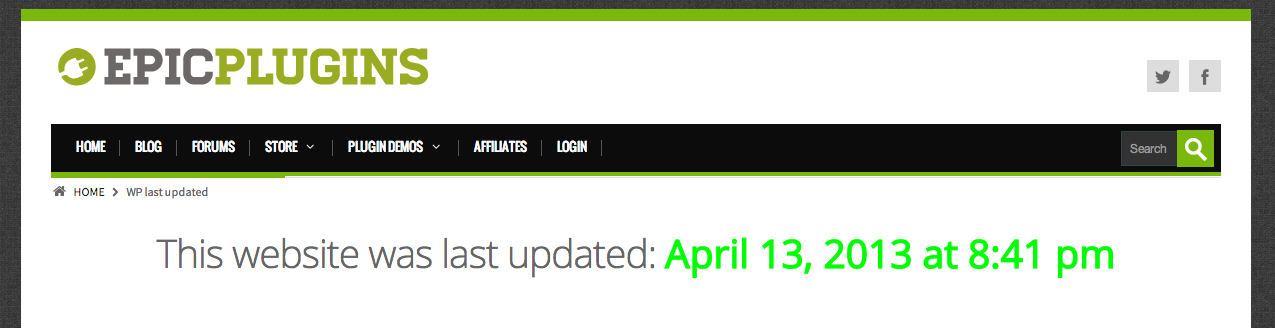 EPICPLUGINS
HOME BLOG FORUMS STORE PLUGIN DEMOS AFFILIATES LOGIN Search
HOME WP last updated
This website was last updated: April 13, 2013 at 8:41 pm